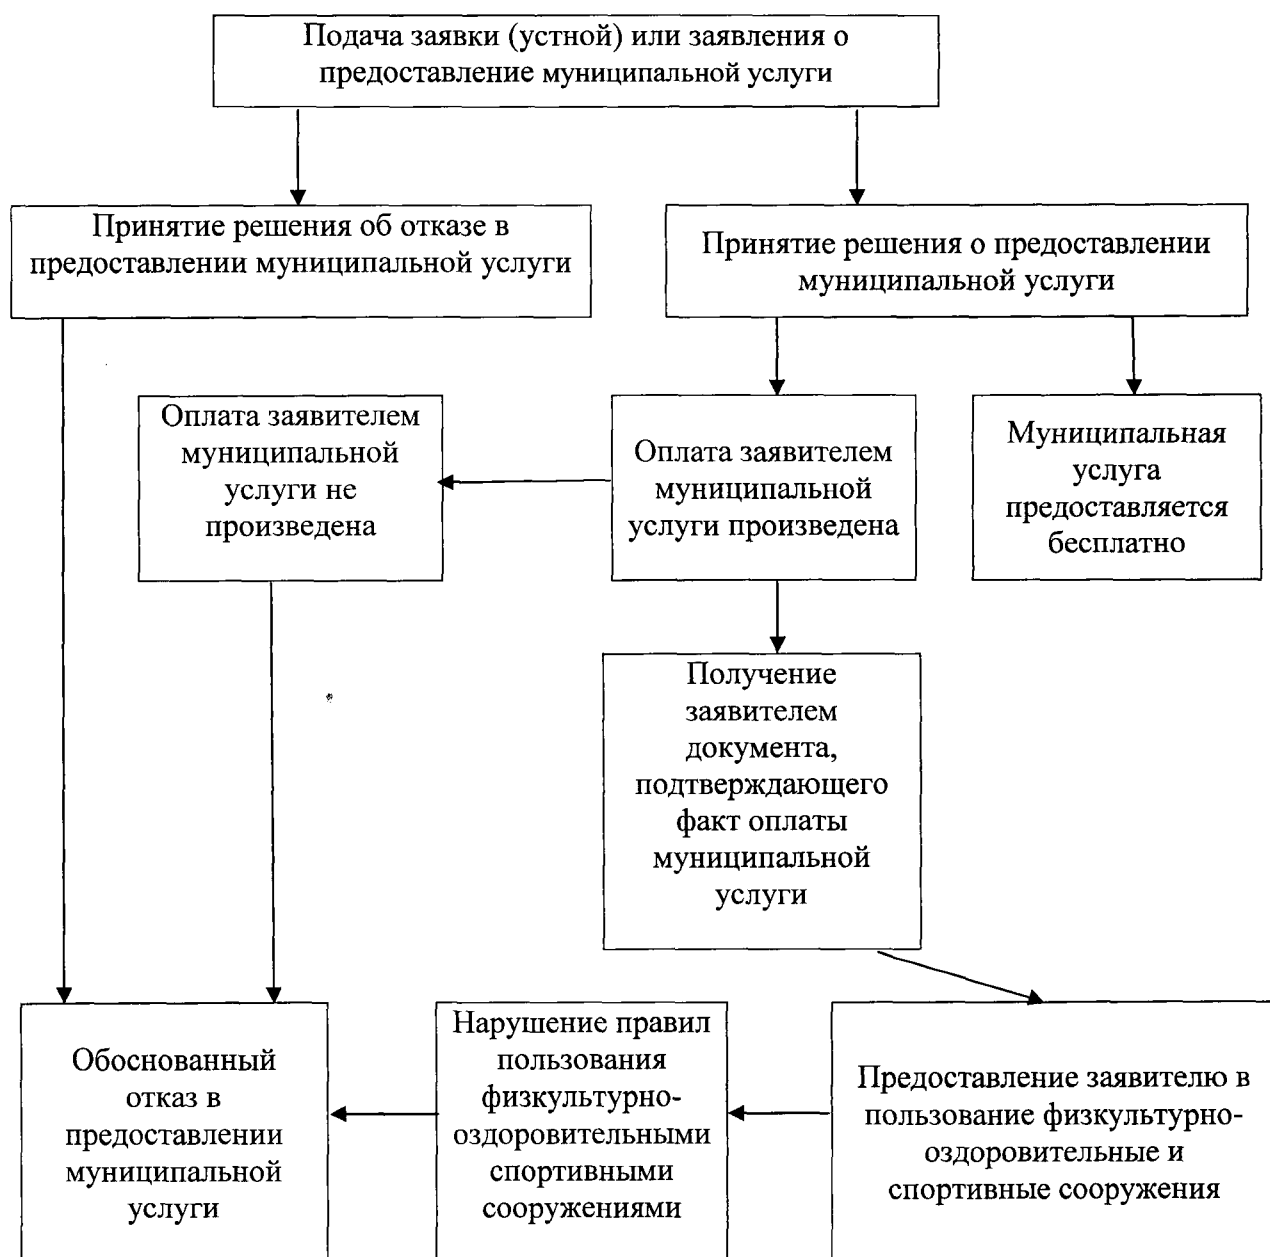 Подача заявки (устной) или заявления о
предоставление муниципальной услуги
Принятие решения об отказе в
предоставлении муниципальной услуги
Принятие решения о предоставлении
муниципальной услуги
Оплата заявителем
муниципальной
услуги не
произведена
Оплата заявителем
муниципальной
услуги произведена
Муниципальная
услуга
предоставляется
бесплатно
Получение
заявителем
документа,
подтверждающего
факт оплаты
муниципальной
услуги
Обоснованный
отказ в
предоставлении
муниципальной
услуги
Нарушение правил
пользования
физкультурно-
оздоровительными
спортивными
сооружениями
Предоставление заявителю в
пользование физкультурно-
оздоровительные и
спортивные сооружения